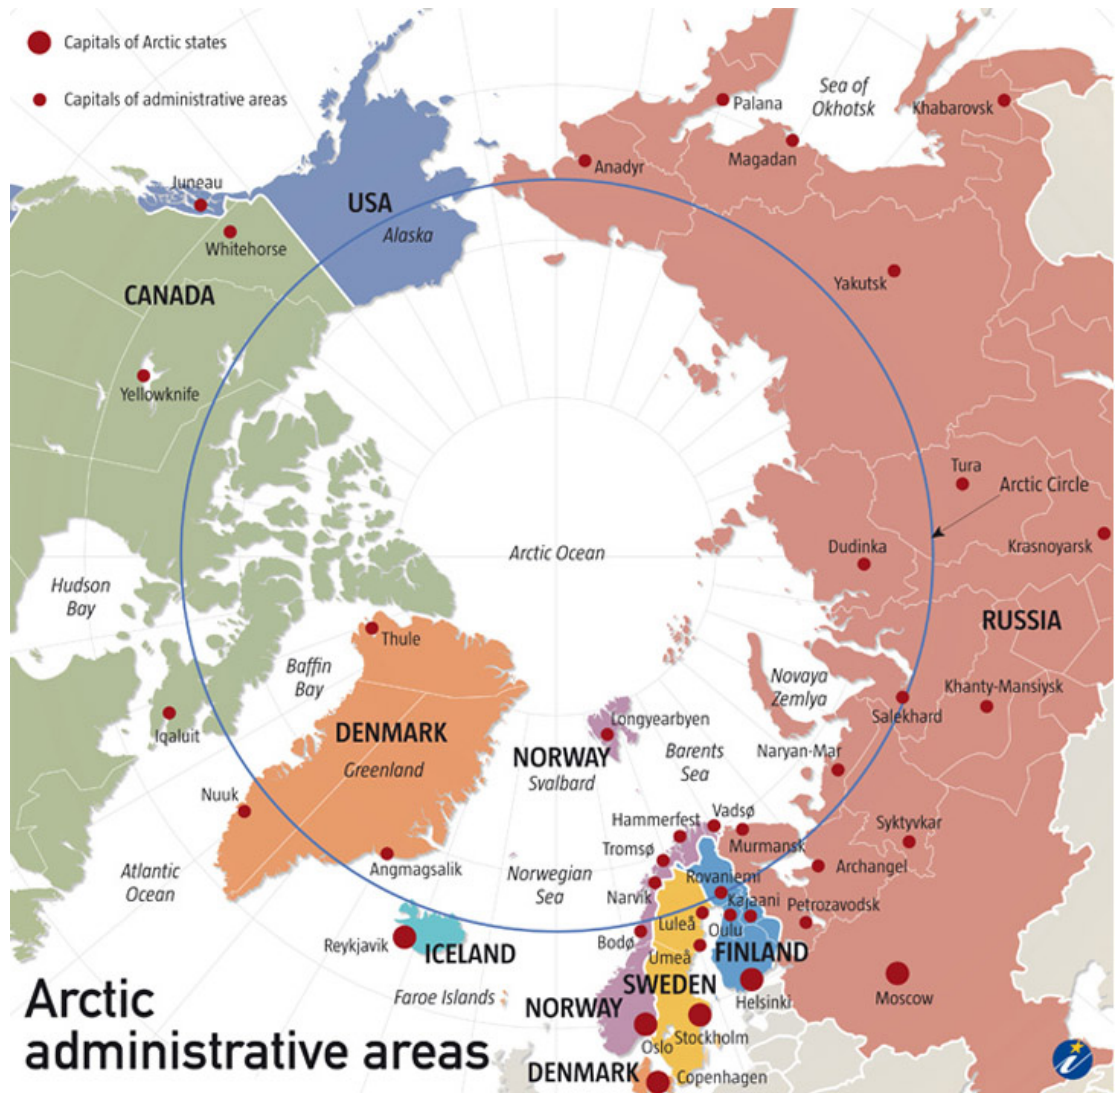 Capitals of Arctic states
Capitals of administrative areas
Palana
Sea of
Okhotsk
Khabarovsk
Magadan
Anadyr
Juneau
USA
Alaska
Whitehorse
CANADA
Yakutsk
Yellowknife
Tura
Arctic Circle
Arctic Ocean
Dudinka
Krasnoyarsk
Hudson
Bay
RUSSIA
Thule
Baffin
Bay
Novaya
Zemlya
Khanty-Mansiysk
Salekhard
Iqaluit
DENMARK
Greenland
Longyearbyen
NORWAY
Svalbard
Barents
Sea
Naryan-Mar
Nuuk
Hammerfest
Vadsø
Syktyvkar
Murmansk
Tromsø
Archangel
Atlantic
Ocean
Angmagsalik
Norwegian
Sea
Rovaniemi
Narvik
Kajaani
Petrozavodsk
Luleå
Oulu
Reykjavik
ICELAND
Bodø
Umeå
FINLAND
Faroe Islands
SWEDEN
Helsinki
Moscow
NORWAY
Stockholm
Oslo
Arctic
administrative areas
DENMARK
Copenhagen
i